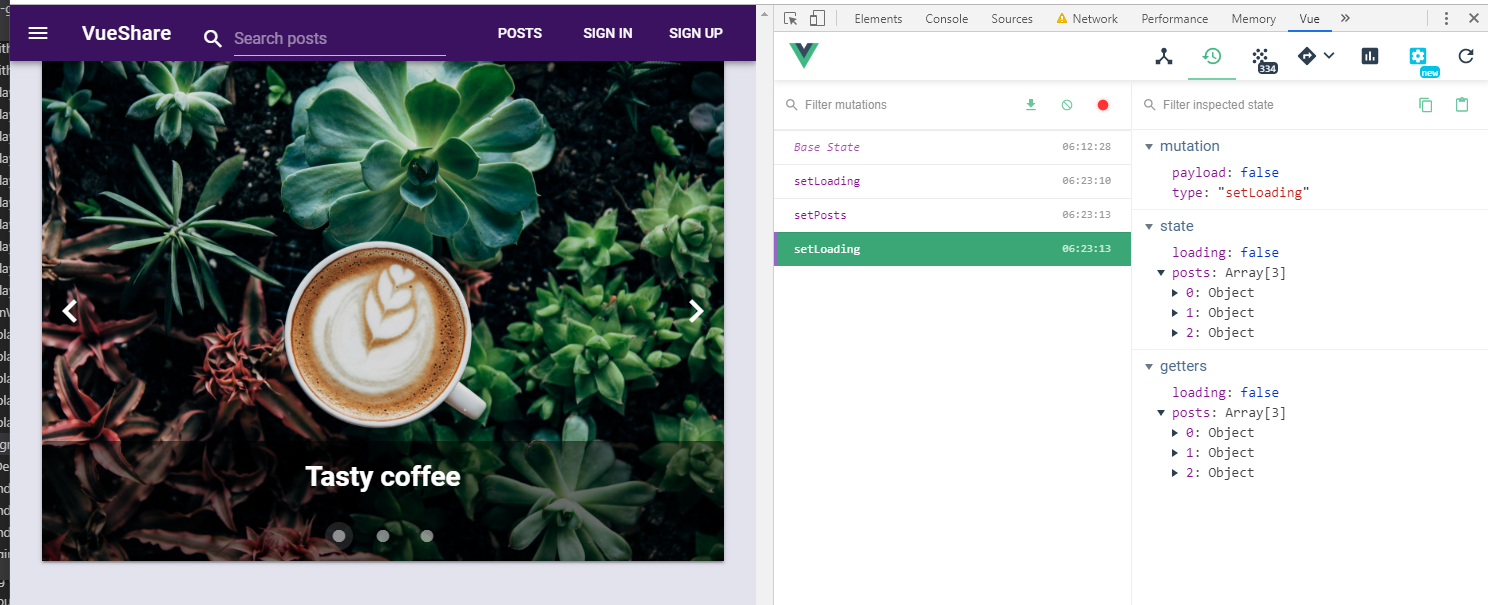 VueShare
Search posts
POSTS
SIGN IN
SIGN UP
Tasty coffee
Elements
Console
Sources
Network
Performance
Memory
Vue
»
334
new
Filter mutations
Base State 06:12:28
setLoading 06:23:10
setPosts 06:23:13
setLoading 06:23:13
Filter inspected state
mutation
payload: false
type: "setLoading"
state
loading: false
posts: Array[3]
0: Object
1: Object
2: Object
getters
loading: false
posts: Array[3]
0: Object
1: Object
2: Object